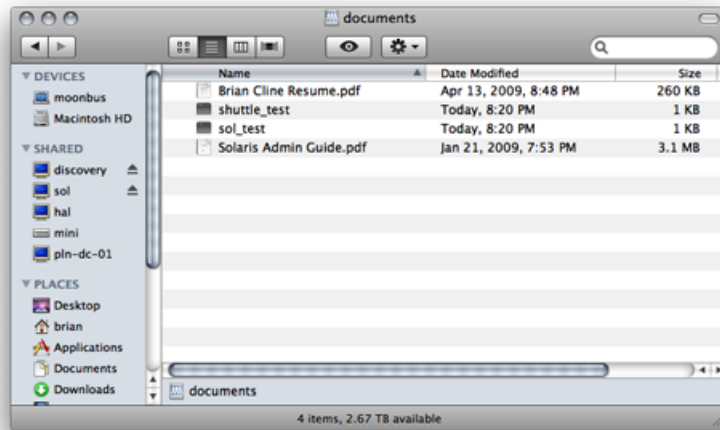 documents
Name Date Modified Size
Brian Cline Resume.pdf Apr 13, 2009, 8:48 PM 260 KB
shuttle_test Today, 8:20 PM 1 KB
sol_test Today, 8:20 PM 1 KB
Solaris Admin Guide.pdf Jan 21, 2009, 7:53 PM 3.1 MB
DEVICES
moonbus
Macintosh HD
SHARED
discovery
sol
hal
mini
pln-dc-01
PLACES
Desktop
brian
Applications
Documents
Downloads
documents
4 items, 2.67 TB available